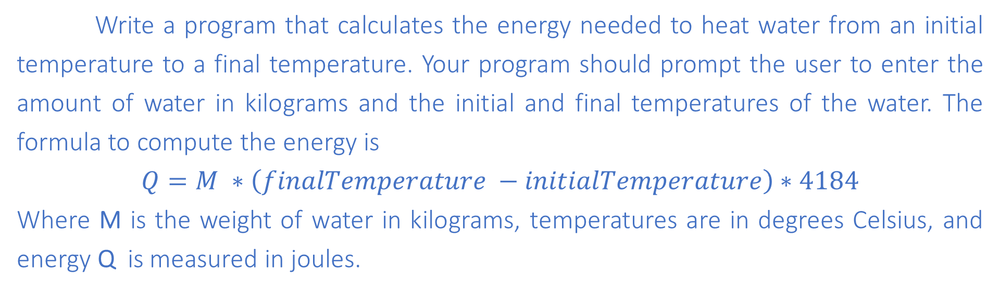 Write a program that calculates the energy needed to heat water from an initial
temperature to a final temperature. Your program should prompt the user to enter the
amount of water in kilograms and the initial and final temperatures of the water. The
formula to compute the energy is
Q = M * (finalTemperature − initialTemperature) * 4184
Where M is the weight of water in kilograms, temperatures are in degrees Celsius, and
energy Q is measured in joules.